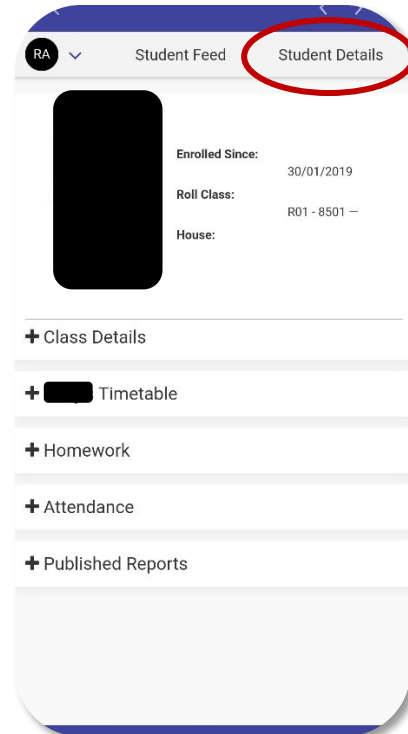 RA Student Feed Student Details
Enrolled Since:
30/01/2019
Roll Class:
R01 - 8501 —
House:
+ Class Details
+ Timetable
+ Homework
+ Attendance
+ Published Reports